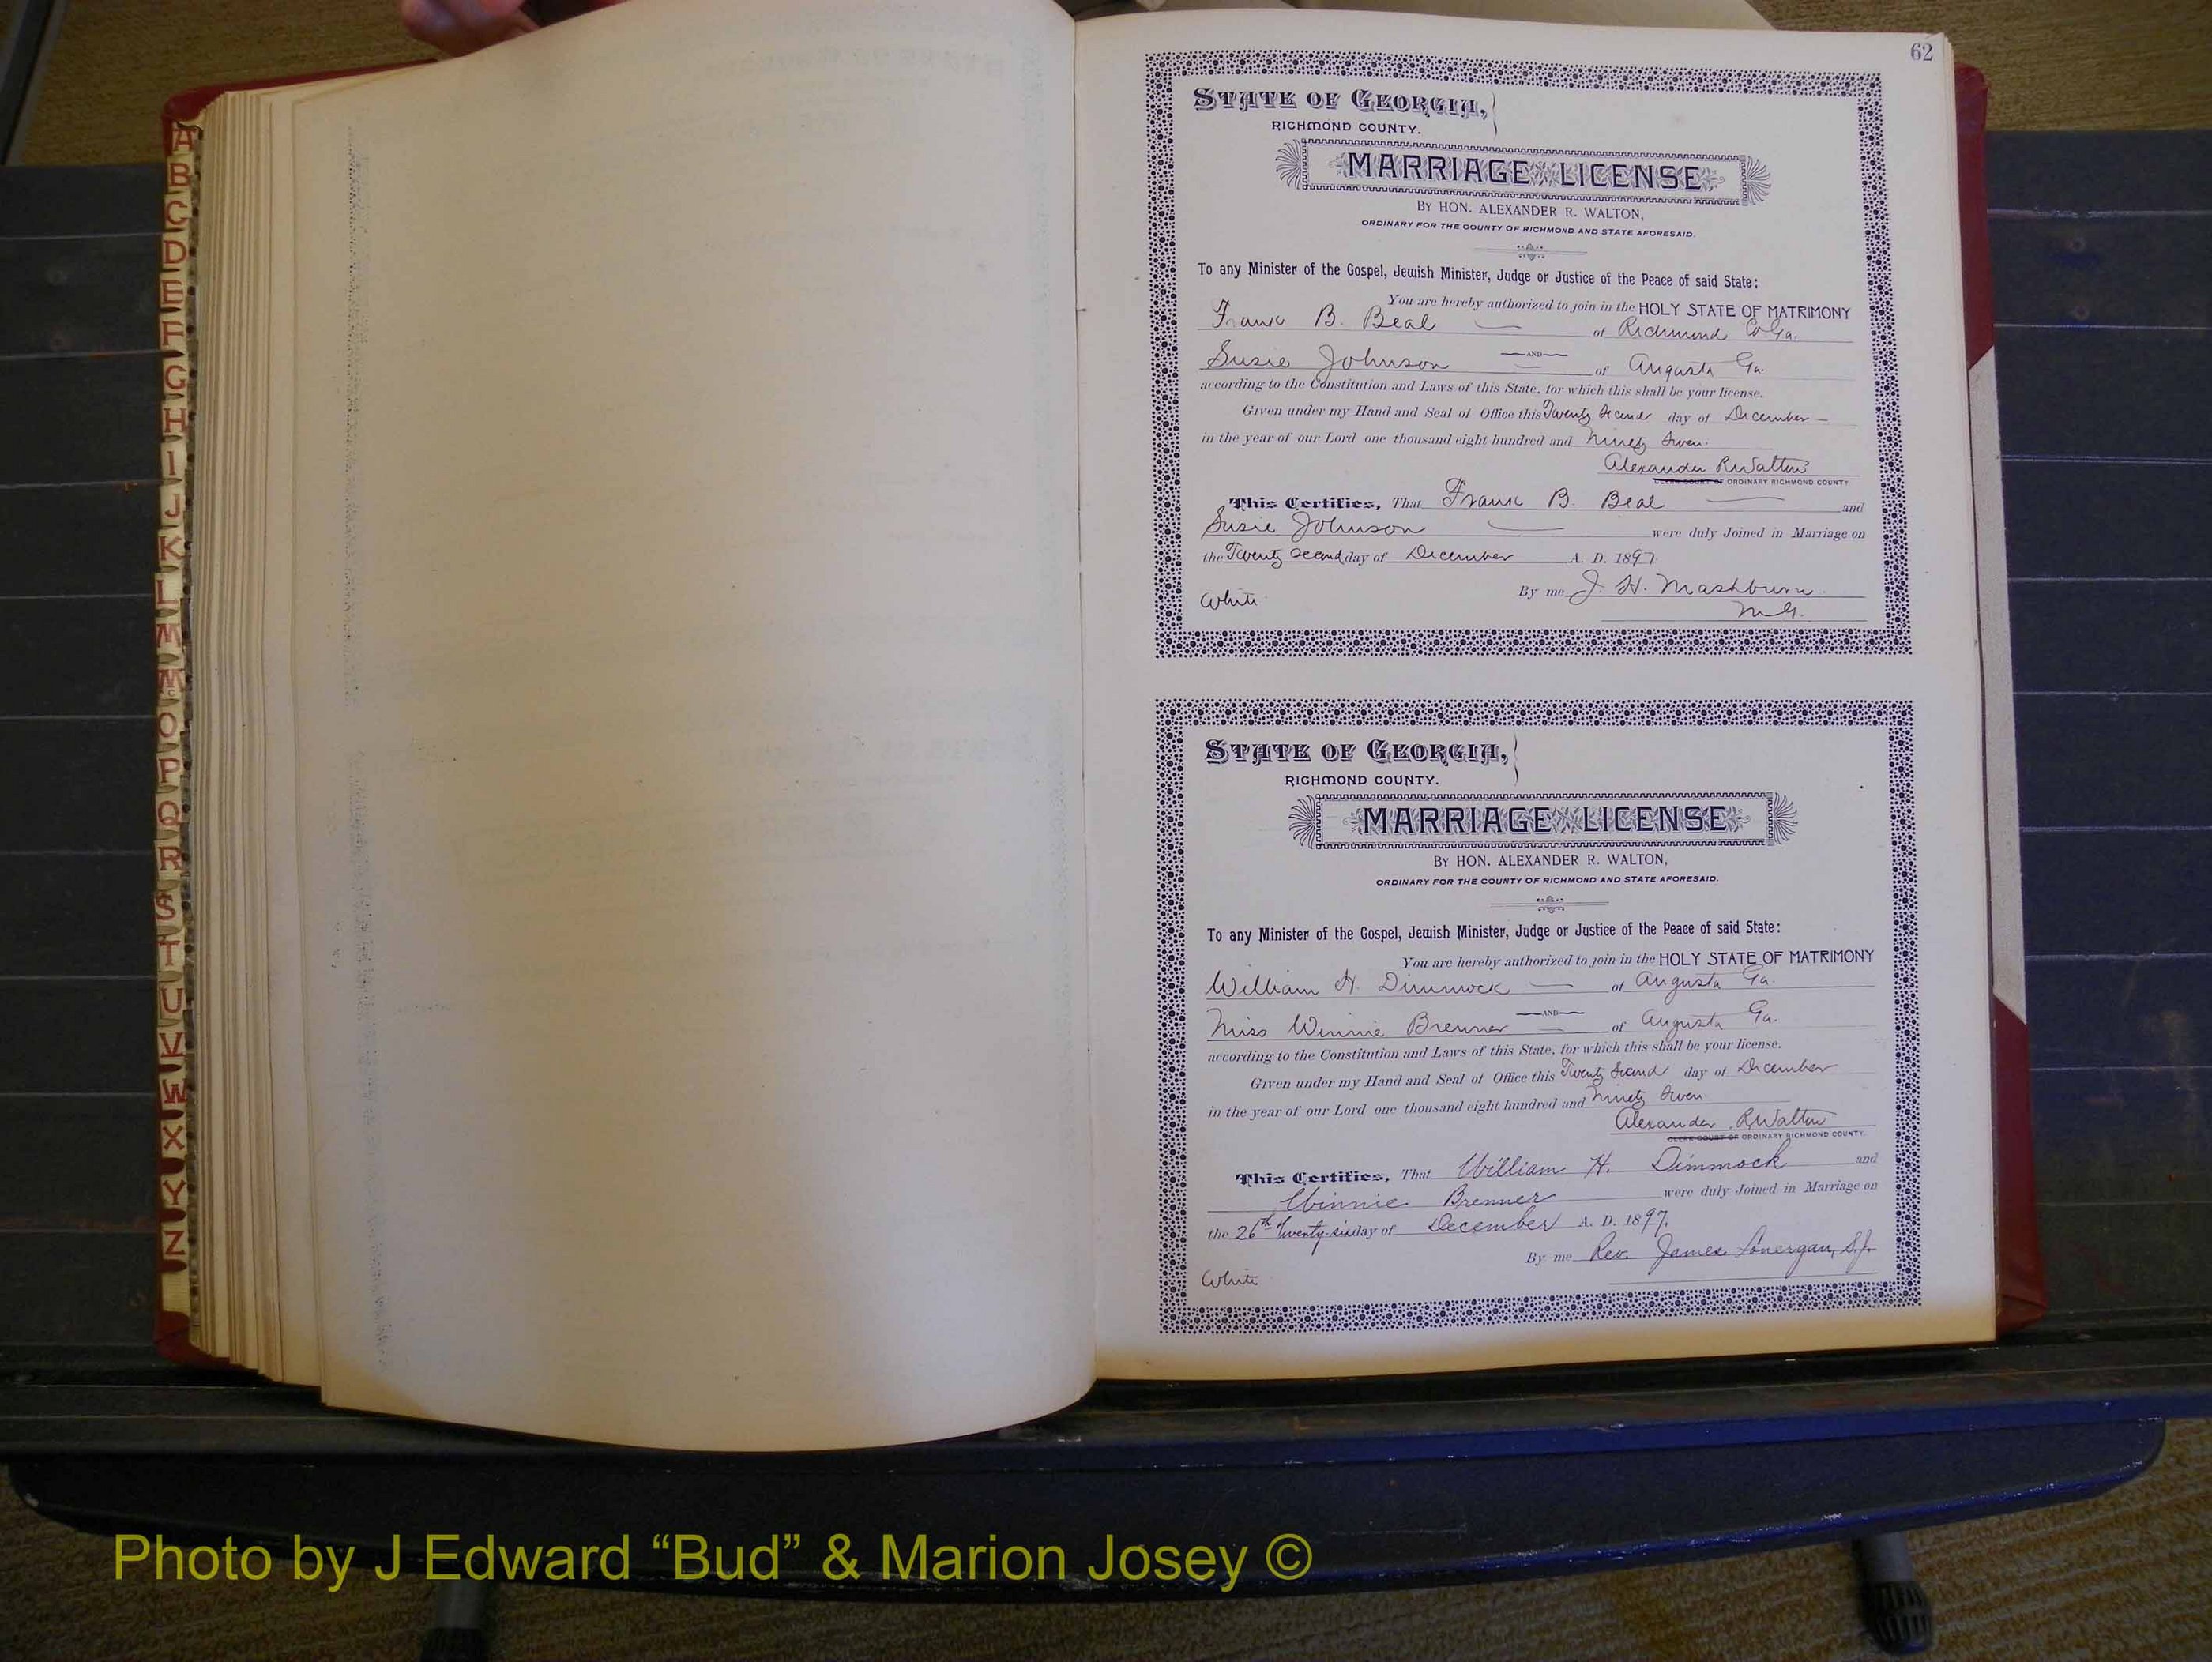 62
A
B
C
D
E
F
G
H
I
J
K
L
M
Mc
O
P
Q
R
S
T
U
V
W
X
Y
Z
STATE OF GEORGIA,
RICHMOND COUNTY.
MARRIAGE LICENSE
BY HON. ALEXANDER R. WALTON,
ORDINARY FOR THE COUNTY OF RICHMOND AND STATE AFORESAID.
To any Minister of the Gospel, Jewish Minister, Judge or Justice of the Peace of said State:
You are hereby authorized to join in the HOLY STATE OF MATRIMONY
Frank B. Beal of Richmond Co Ga.
AND
Susie Johnson of Augusta Ga.
according to the Constitution and Laws of this State, for which this shall be your license.
Given under my Hand and Seal of Office this Twenty Second day of December
in the year of our Lord one thousand eight hundred and Ninety Seven.
Alexander R Walton
CLERK COURT OF ORDINARY RICHMOND COUNTY.
This Certifies, That Frank B. Beal and
Susie Johnson were duly Joined in Marriage on
the Twenty second day of December A. D. 1897.
By me J. H. Mashburn
White M.G.
STATE OF GEORGIA,
RICHMOND COUNTY.
MARRIAGE LICENSE
BY HON. ALEXANDER R. WALTON,
ORDINARY FOR THE COUNTY OF RICHMOND AND STATE AFORESAID.
To any Minister of the Gospel, Jewish Minister, Judge or Justice of the Peace of said State:
You are hereby authorized to join in the HOLY STATE OF MATRIMONY
William H. Dimmock of Augusta Ga.
AND
Miss Winnie Brenner of Augusta Ga.
according to the Constitution and Laws of this State, for which this shall be your license.
Given under my Hand and Seal of Office this Twenty Second day of December
in the year of our Lord one thousand eight hundred and Ninety Seven
Alexander R Walton
CLERK COURT OF ORDINARY RICHMOND COUNTY.
This Certifies, That William H. Dimmock and
Winnie Brenner were duly Joined in Marriage on
the 26th Twenty-six day of December A. D. 1897.
By me Rev. James Lonergan, S.J.
White
Photo by J Edward “Bud” & Marion Josey ©